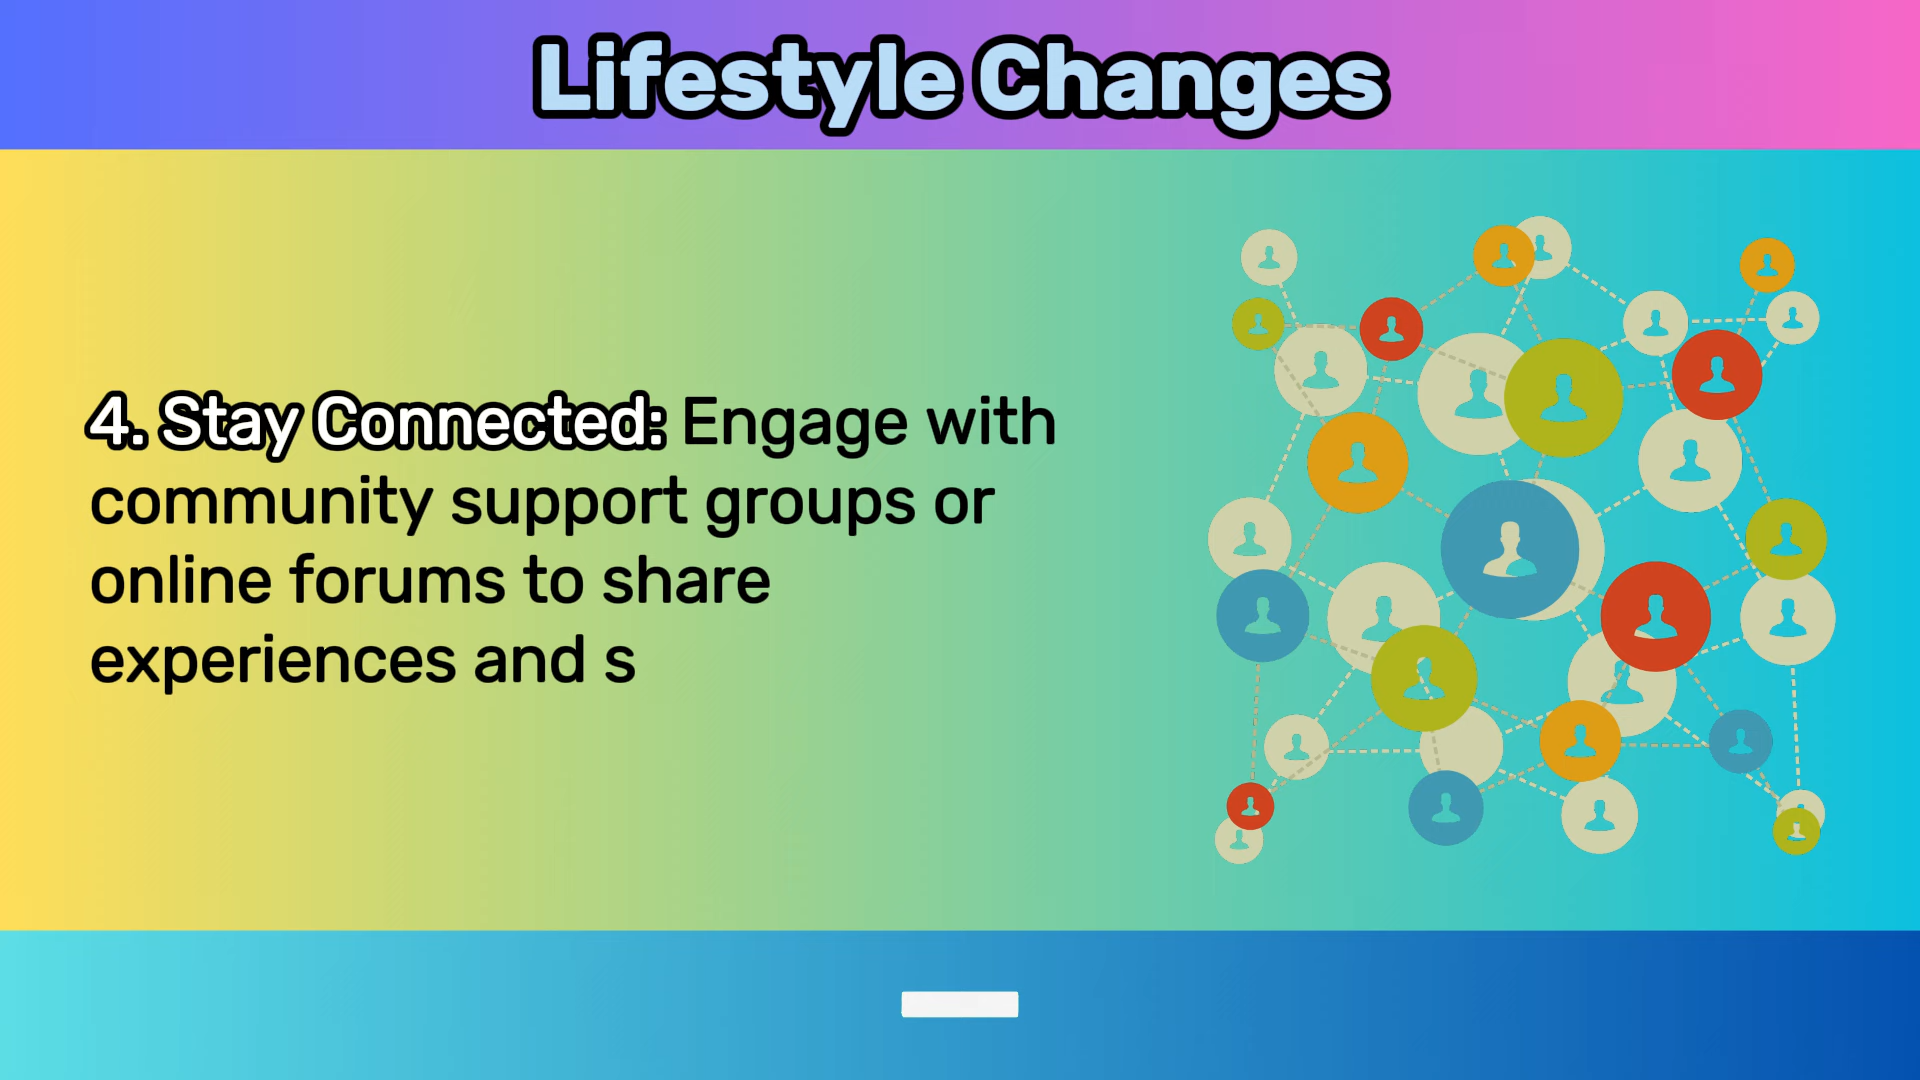 Lifestyle Changes
4. Stay Connected: Engage with
community support groups or
online forums to share
experiences and s